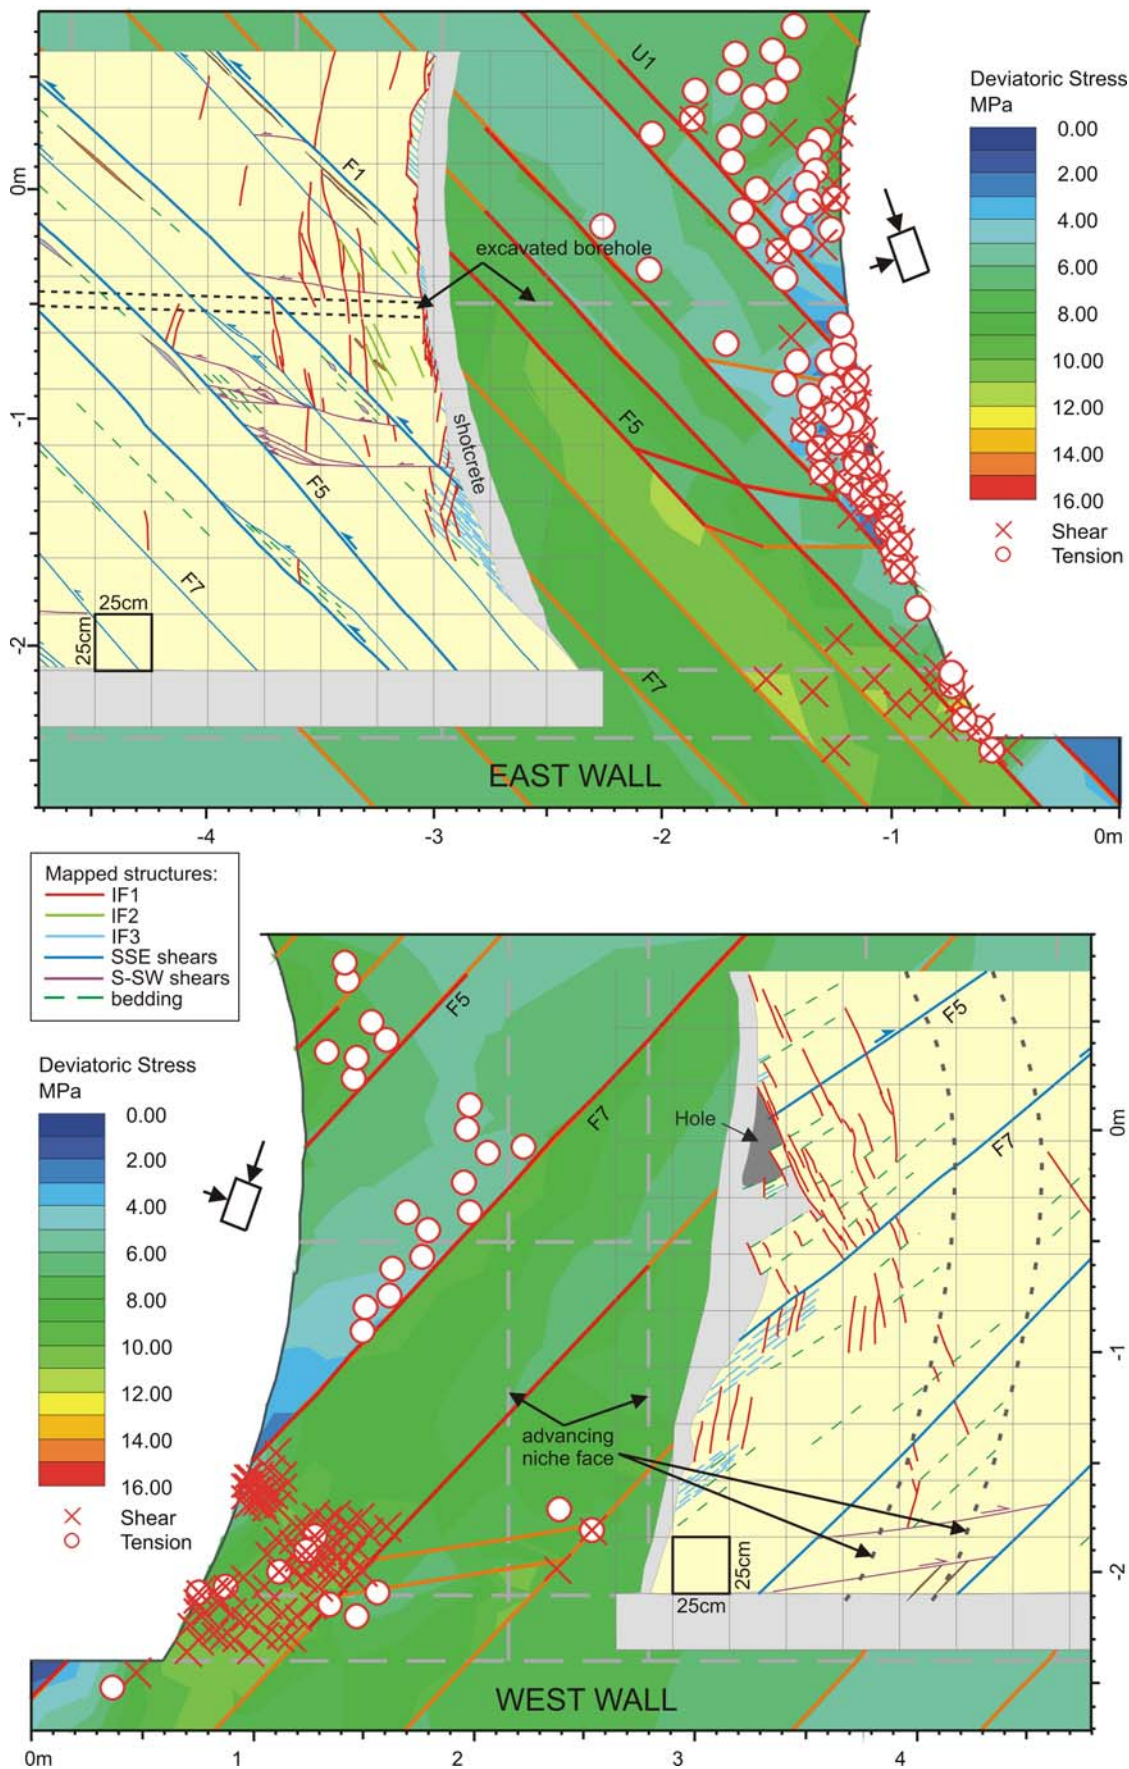 U1
Deviatoric Stress
MPa
0.00
2.00
4.00
6.00
8.00
10.00
12.00
14.00
16.00
Shear
Tension
0m
-1
-2
F1
excavated borehole
F5
F5
shotcrete
F7
F7
25cm
25cm
EAST WALL
-4
-3
-2
-1
0m
Mapped structures:
IF1
IF2
IF3
SSE shears
S-SW shears
bedding
Deviatoric Stress
MPa
0.00
2.00
4.00
6.00
8.00
10.00
12.00
14.00
16.00
Shear
Tension
F5
F7
Hole
F5
F7
advancing
niche face
25cm
25cm
0m
-1
-2
WEST WALL
0m
1
2
3
4